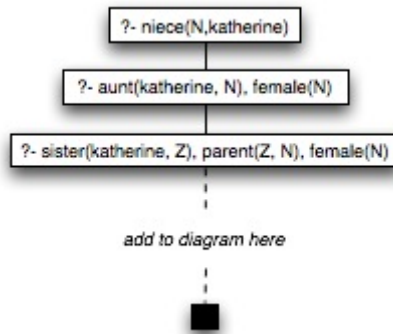 ?- niece(N,katherine)
?- aunt(katherine, N), female(N)
?- sister(katherine, Z), parent(Z, N), female(N)
add to diagram here